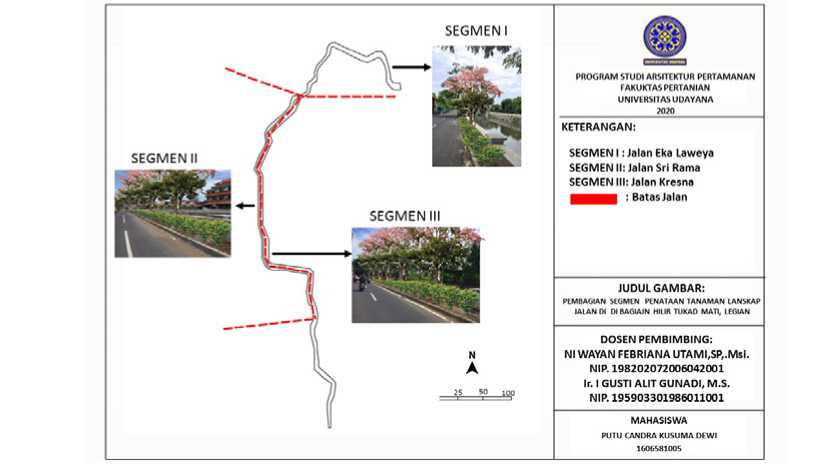 SEGMEN I
SEGMEN II
SEGMEN III
N
25 50 100
UNIVERSITAS UDAYANA
PROGRAM STUDI ARSITEKTUR PERTAMANAN
FAKUKTAS PERTANIAN
UNIVERSITAS UDAYANA
2020
KETERANGAN:
SEGMEN I : Jalan Eka Laweya
SEGMEN II: Jalan Sri Rama
SEGMEN III: Jalan Kresna
: Batas Jalan
JUDUL GAMBAR:
PEMBAGIAN SEGMEN PENATAAN TANAMAN LANSKAP
JALAN DI DI BAGIAJN HILIR TUKAD MATI, LEGIAN
DOSEN PEMBIMBING:
NI WAYAN FEBRIANA UTAMI,SP,.Msi.
NIP. 198202072006042001
Ir. I GUSTI ALIT GUNADI, M.S.
NIP. 195903301986011001
MAHASISWA
PUTU CANDRA KUSUMA DEWI
1606581005